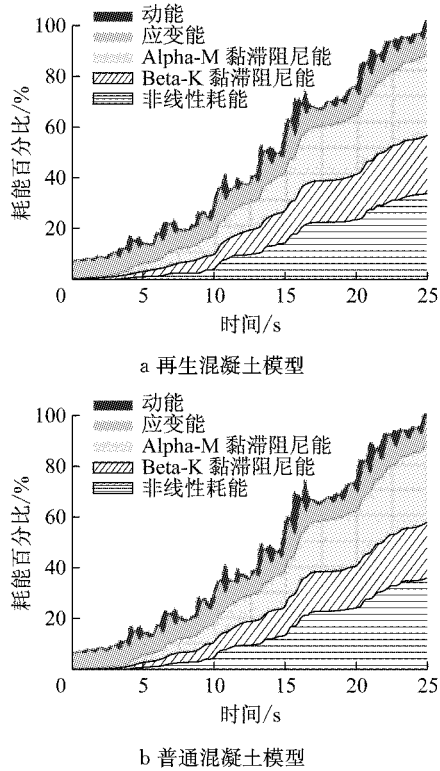 动能
应变能
Alpha-M 黏滞阻尼能
Beta-K 黏滞阻尼能
非线性耗能
100
80
60
40
20
耗能百分比/%
0 5 10 15 20 25
时间/s
a 再生混凝土模型
动能
应变能
Alpha-M 黏滞阻尼能
Beta-K 黏滞阻尼能
非线性耗能
100
80
60
40
20
耗能百分比/%
0 5 10 15 20 25
时间/s
b 普通混凝土模型